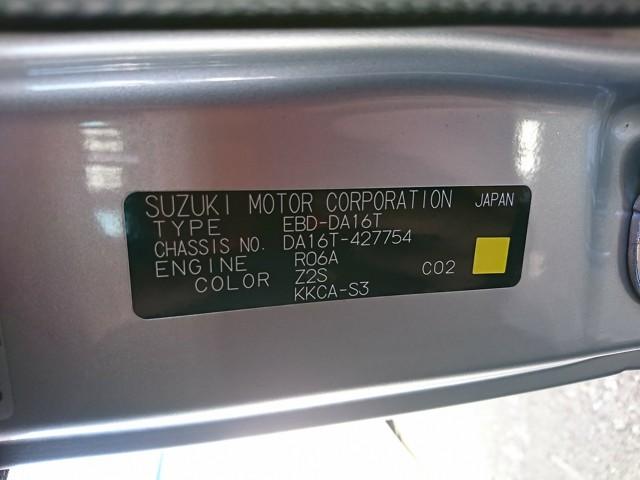 SUZUKI MOTOR CORPORATION JAPAN
TYPE EBD-DA16T
CHASSIS NO. DA16T-427754
ENGINE R06A
COLOR Z2S C02
KKCA-S3